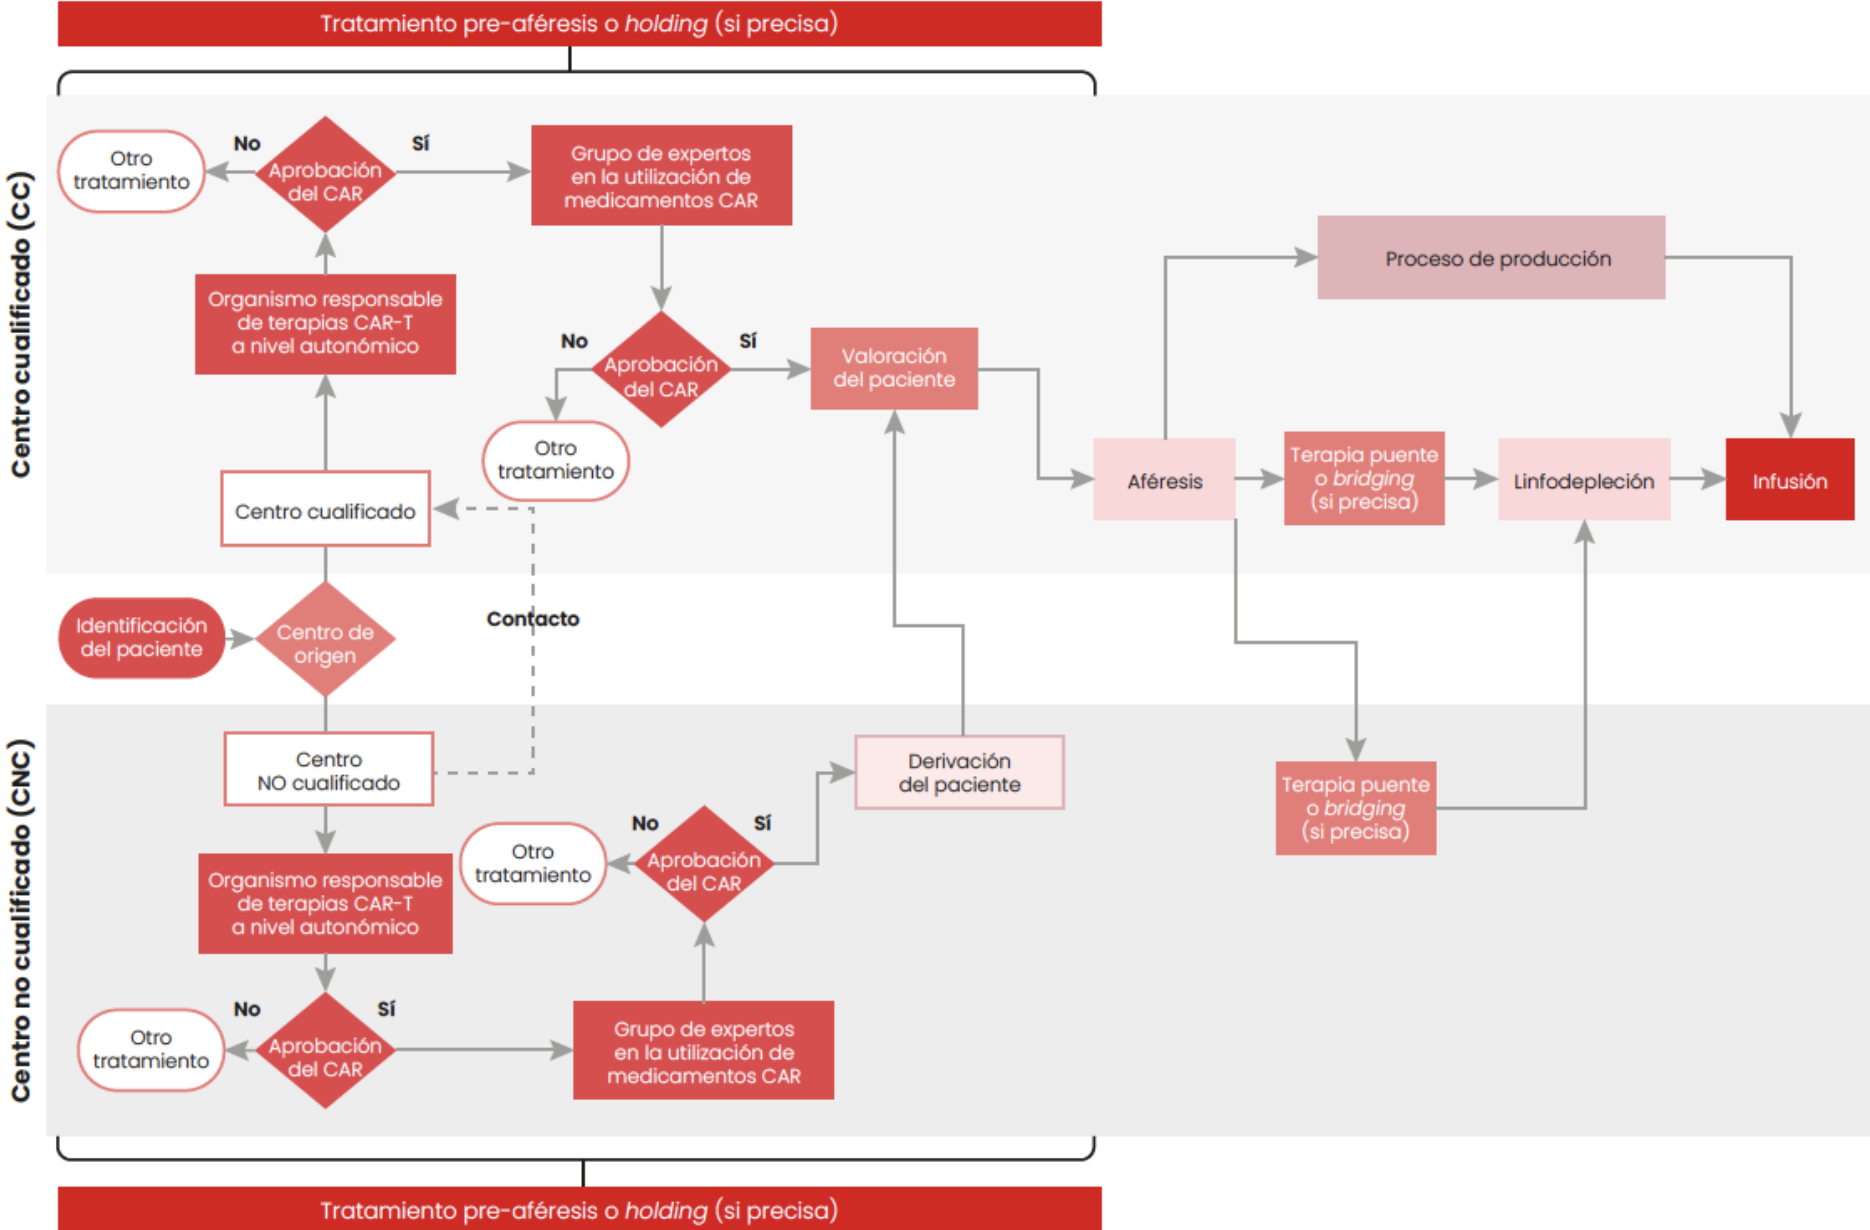 Tratamiento pre-aféresis o holding (si precisa)
Centro cualificado (CC)
Otro
tratamiento
No
Aprobación
del CAR
Sí
Grupo de expertos
en la utilización de
medicamentos CAR
Organismo responsable
de terapias CAR-T
a nivel autonómico
No
Aprobación
del CAR
Sí
Otro
tratamiento
Valoración
del paciente
Proceso de producción
Aféresis
Terapia puente
o bridging
(si precisa)
Linfodepleción
Infusión
Centro cualificado
Identificación
del paciente
Centro de
origen
Contacto
Centro no cualificado (CNC)
Centro
NO cualificado
Derivación
del paciente
Terapia puente
o bridging
(si precisa)
Organismo responsable
de terapias CAR-T
a nivel autonómico
Otro
tratamiento
No
Aprobación
del CAR
Sí
Otro
tratamiento
No
Aprobación
del CAR
Sí
Grupo de expertos
en la utilización de
medicamentos CAR
Tratamiento pre-aféresis o holding (si precisa)